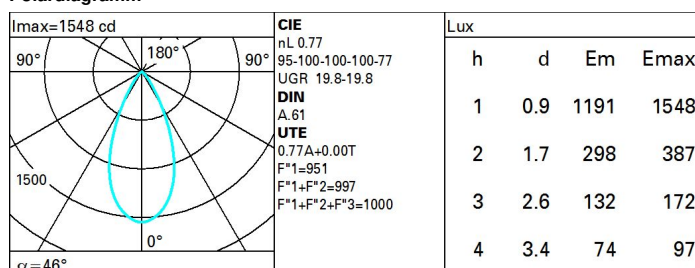 Imax=1548 cd
90° 180° 90°
1500
0°
α=46°
CIE
nL 0.77
95-100-100-100-77
UGR 19.8-19.8
DIN
A.61
UTE
0.77A+0.00T
F"1=951
F"1+F"2=997
F"1+F"2+F"3=1000
Lux
h d Em Emax
1 0.9 1191 1548
2 1.7 298 387
3 2.6 132 172
4 3.4 74 97